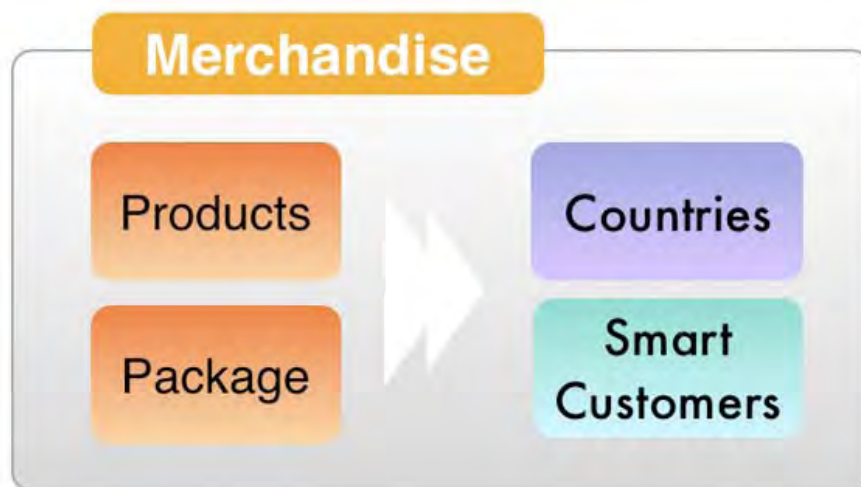 Merchandise
Products
Package
Countries
Smart
Customers